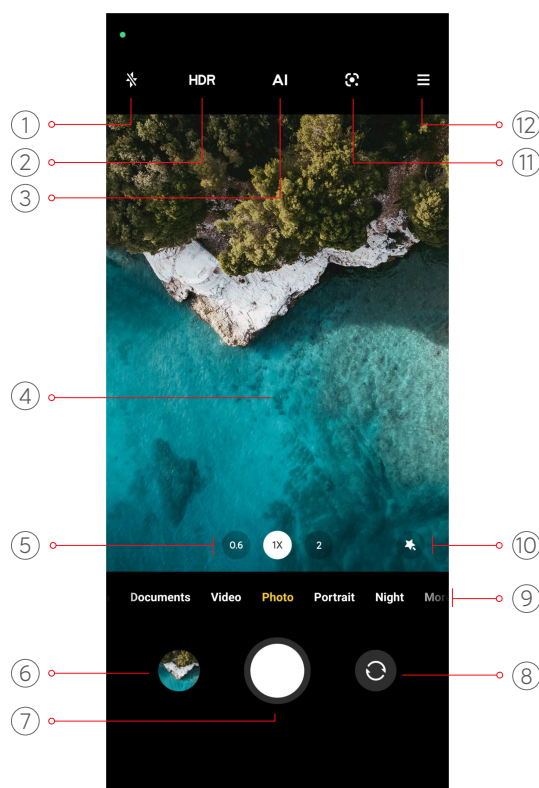 HDR AI
① ⑫
② ⑪
③
④
⑤ 0.6 1X 2 ⑩
Documents Video Photo Portrait Night Mor ⑨
⑥ ⑧
⑦